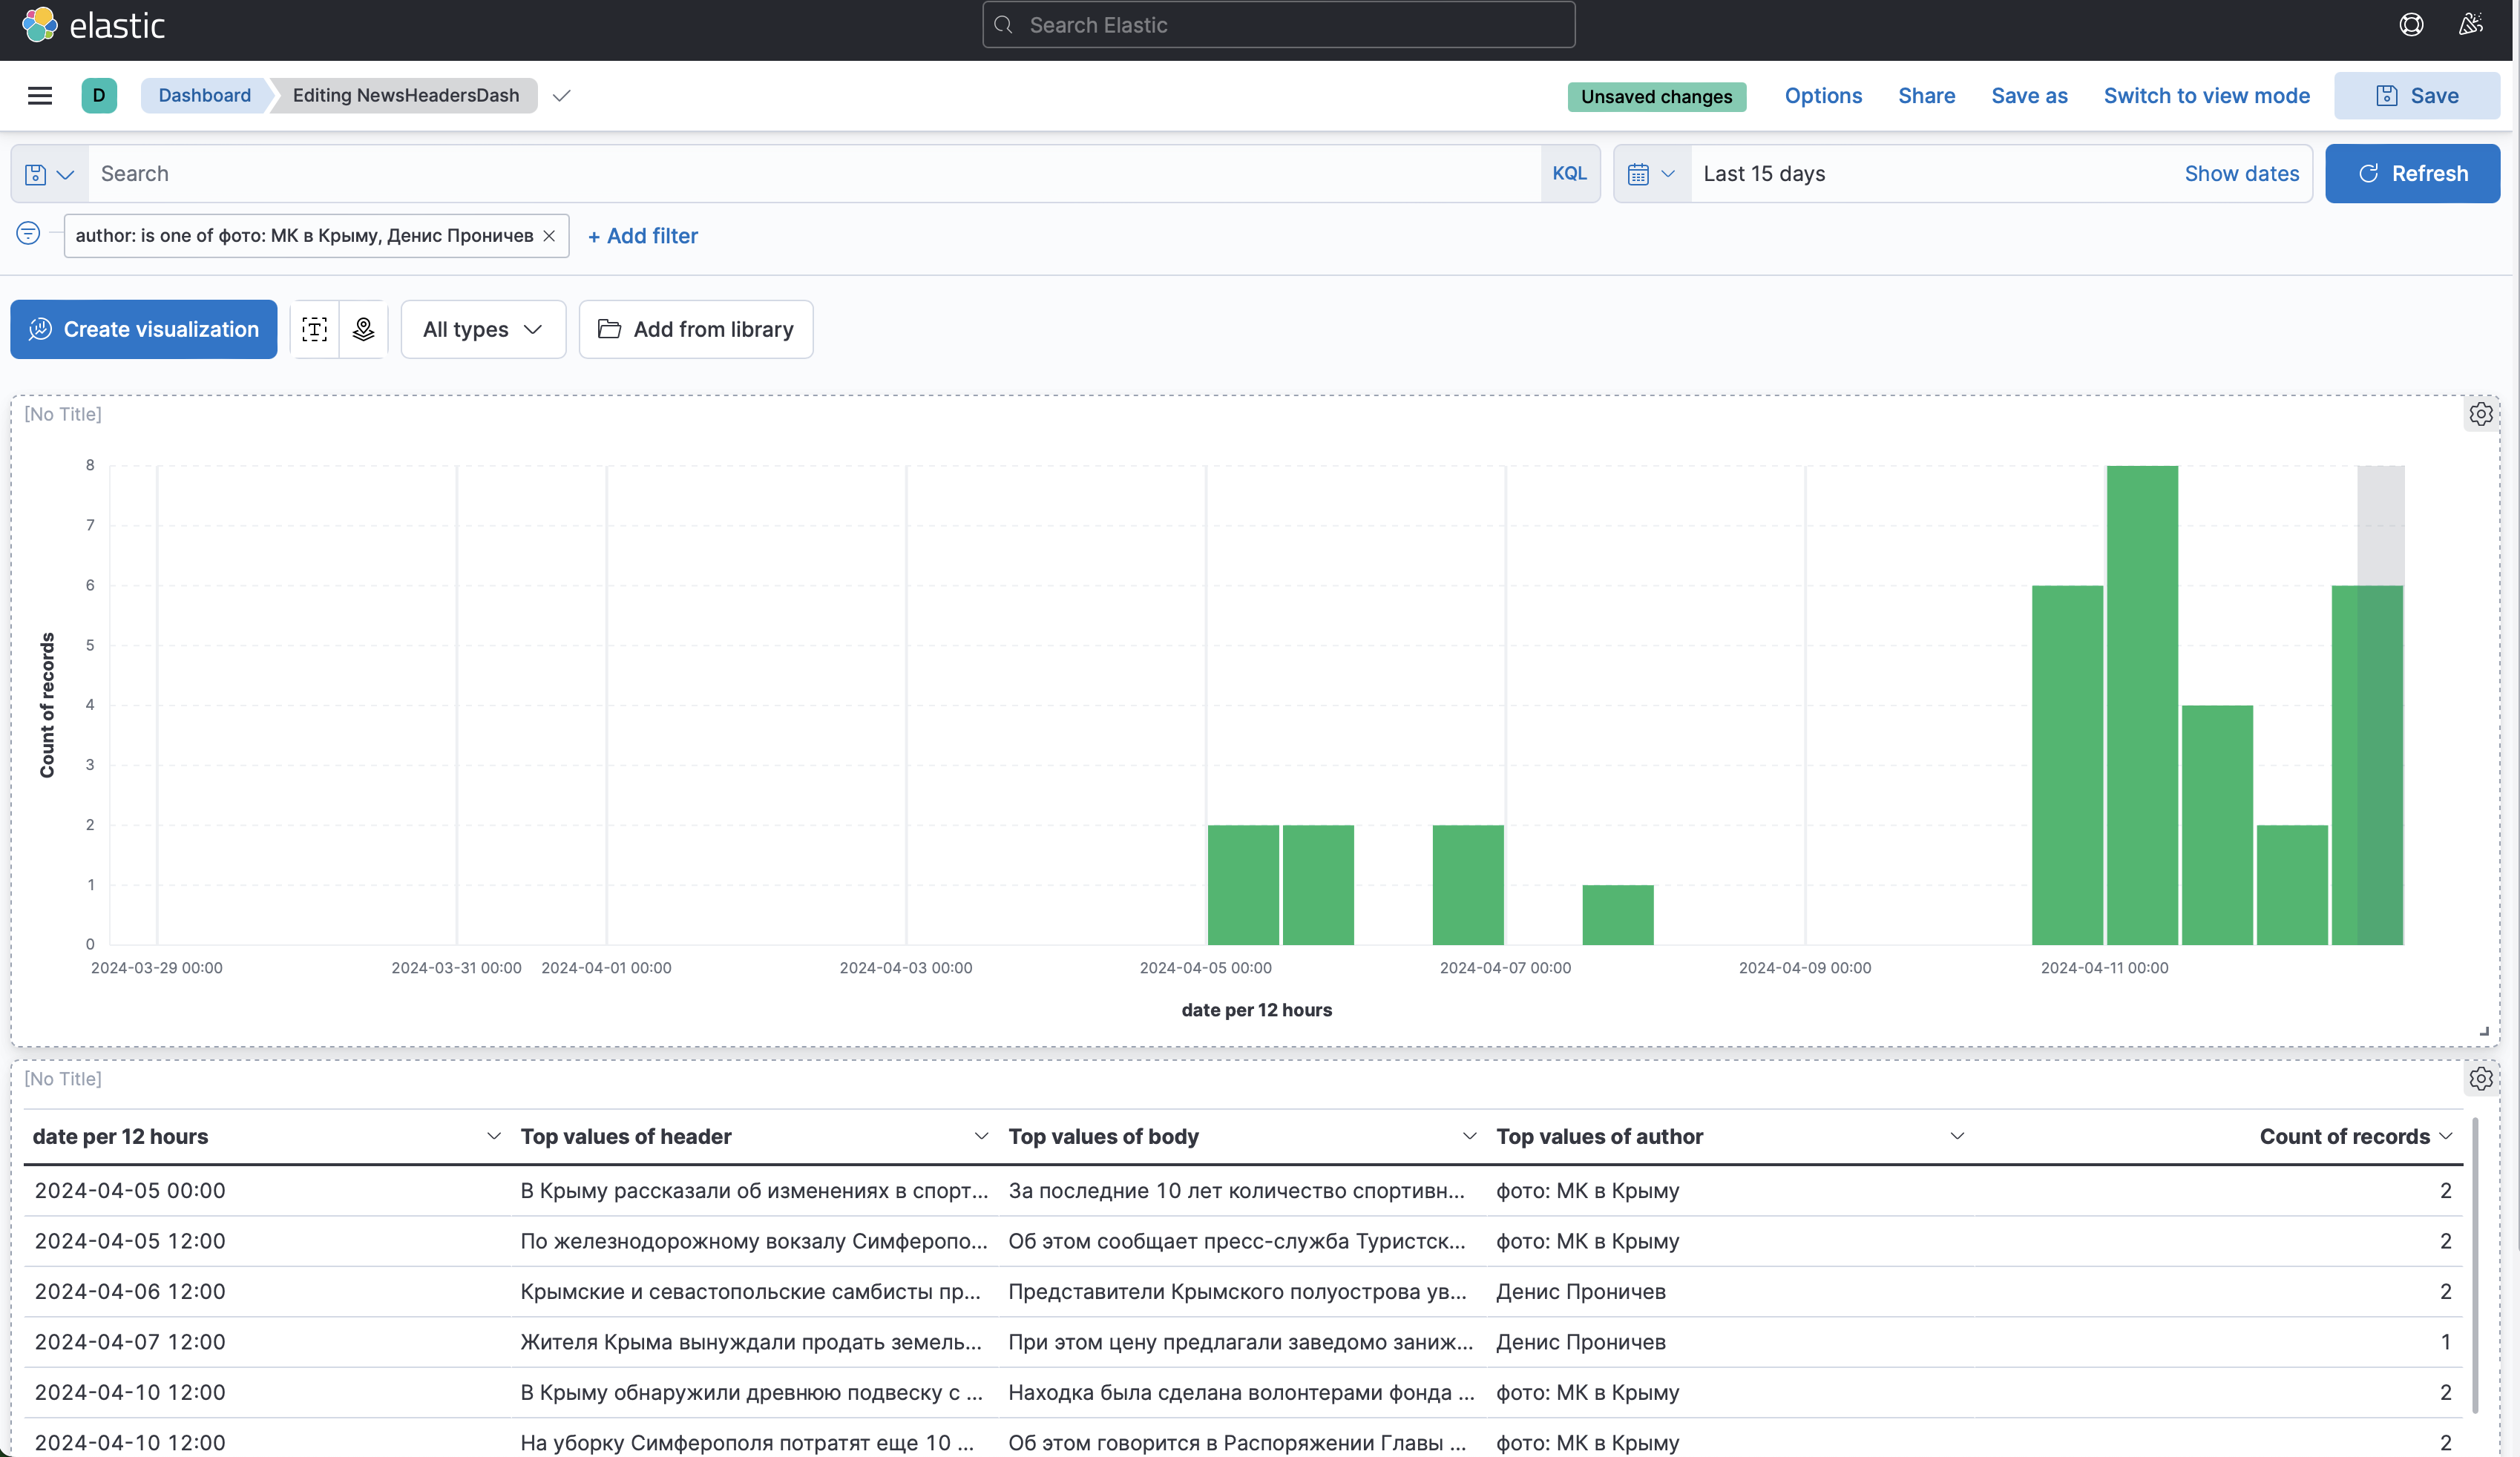 elastic
Search Elastic
D
Dashboard
Editing NewsHeadersDash
Unsaved changes
Options
Share
Save as
Switch to view mode
Save
Search
KQL
Last 15 days
Show dates
Refresh
author: is one of фото: МК в Крыму, Денис Проничев
+ Add filter
Create visualization
All types
Add from library
[No Title]
8
7
6
5
4
3
2
1
0
Count of records
2024-03-29 00:00
2024-03-31 00:00
2024-04-01 00:00
2024-04-03 00:00
2024-04-05 00:00
2024-04-07 00:00
2024-04-09 00:00
2024-04-11 00:00
date per 12 hours
[No Title]
date per 12 hours Top values of header Top values of body Top values of author Count of records
2024-04-05 00:00 В Крыму рассказали об изменениях в спорт... За последние 10 лет количество спортивн... фото: МК в Крыму 2
2024-04-05 12:00 По железнодорожному вокзалу Симферопо... Об этом сообщает пресс-служба Туристск... фото: МК в Крыму 2
2024-04-06 12:00 Крымские и севастопольские самбисты пр... Представители Крымского полуострова ув... Денис Проничев 2
2024-04-07 12:00 Жителя Крыма вынуждали продать земель... При этом цену предлагали заведомо заниж... Денис Проничев 1
2024-04-10 12:00 В Крыму обнаружили древнюю подвеску с ... Находка была сделана волонтерами фонда ... фото: МК в Крыму 2
2024-04-10 12:00 На уборку Симферополя потратят еще 10 ... Об этом говорится в Распоряжении Главы ... фото: МК в Крыму 2